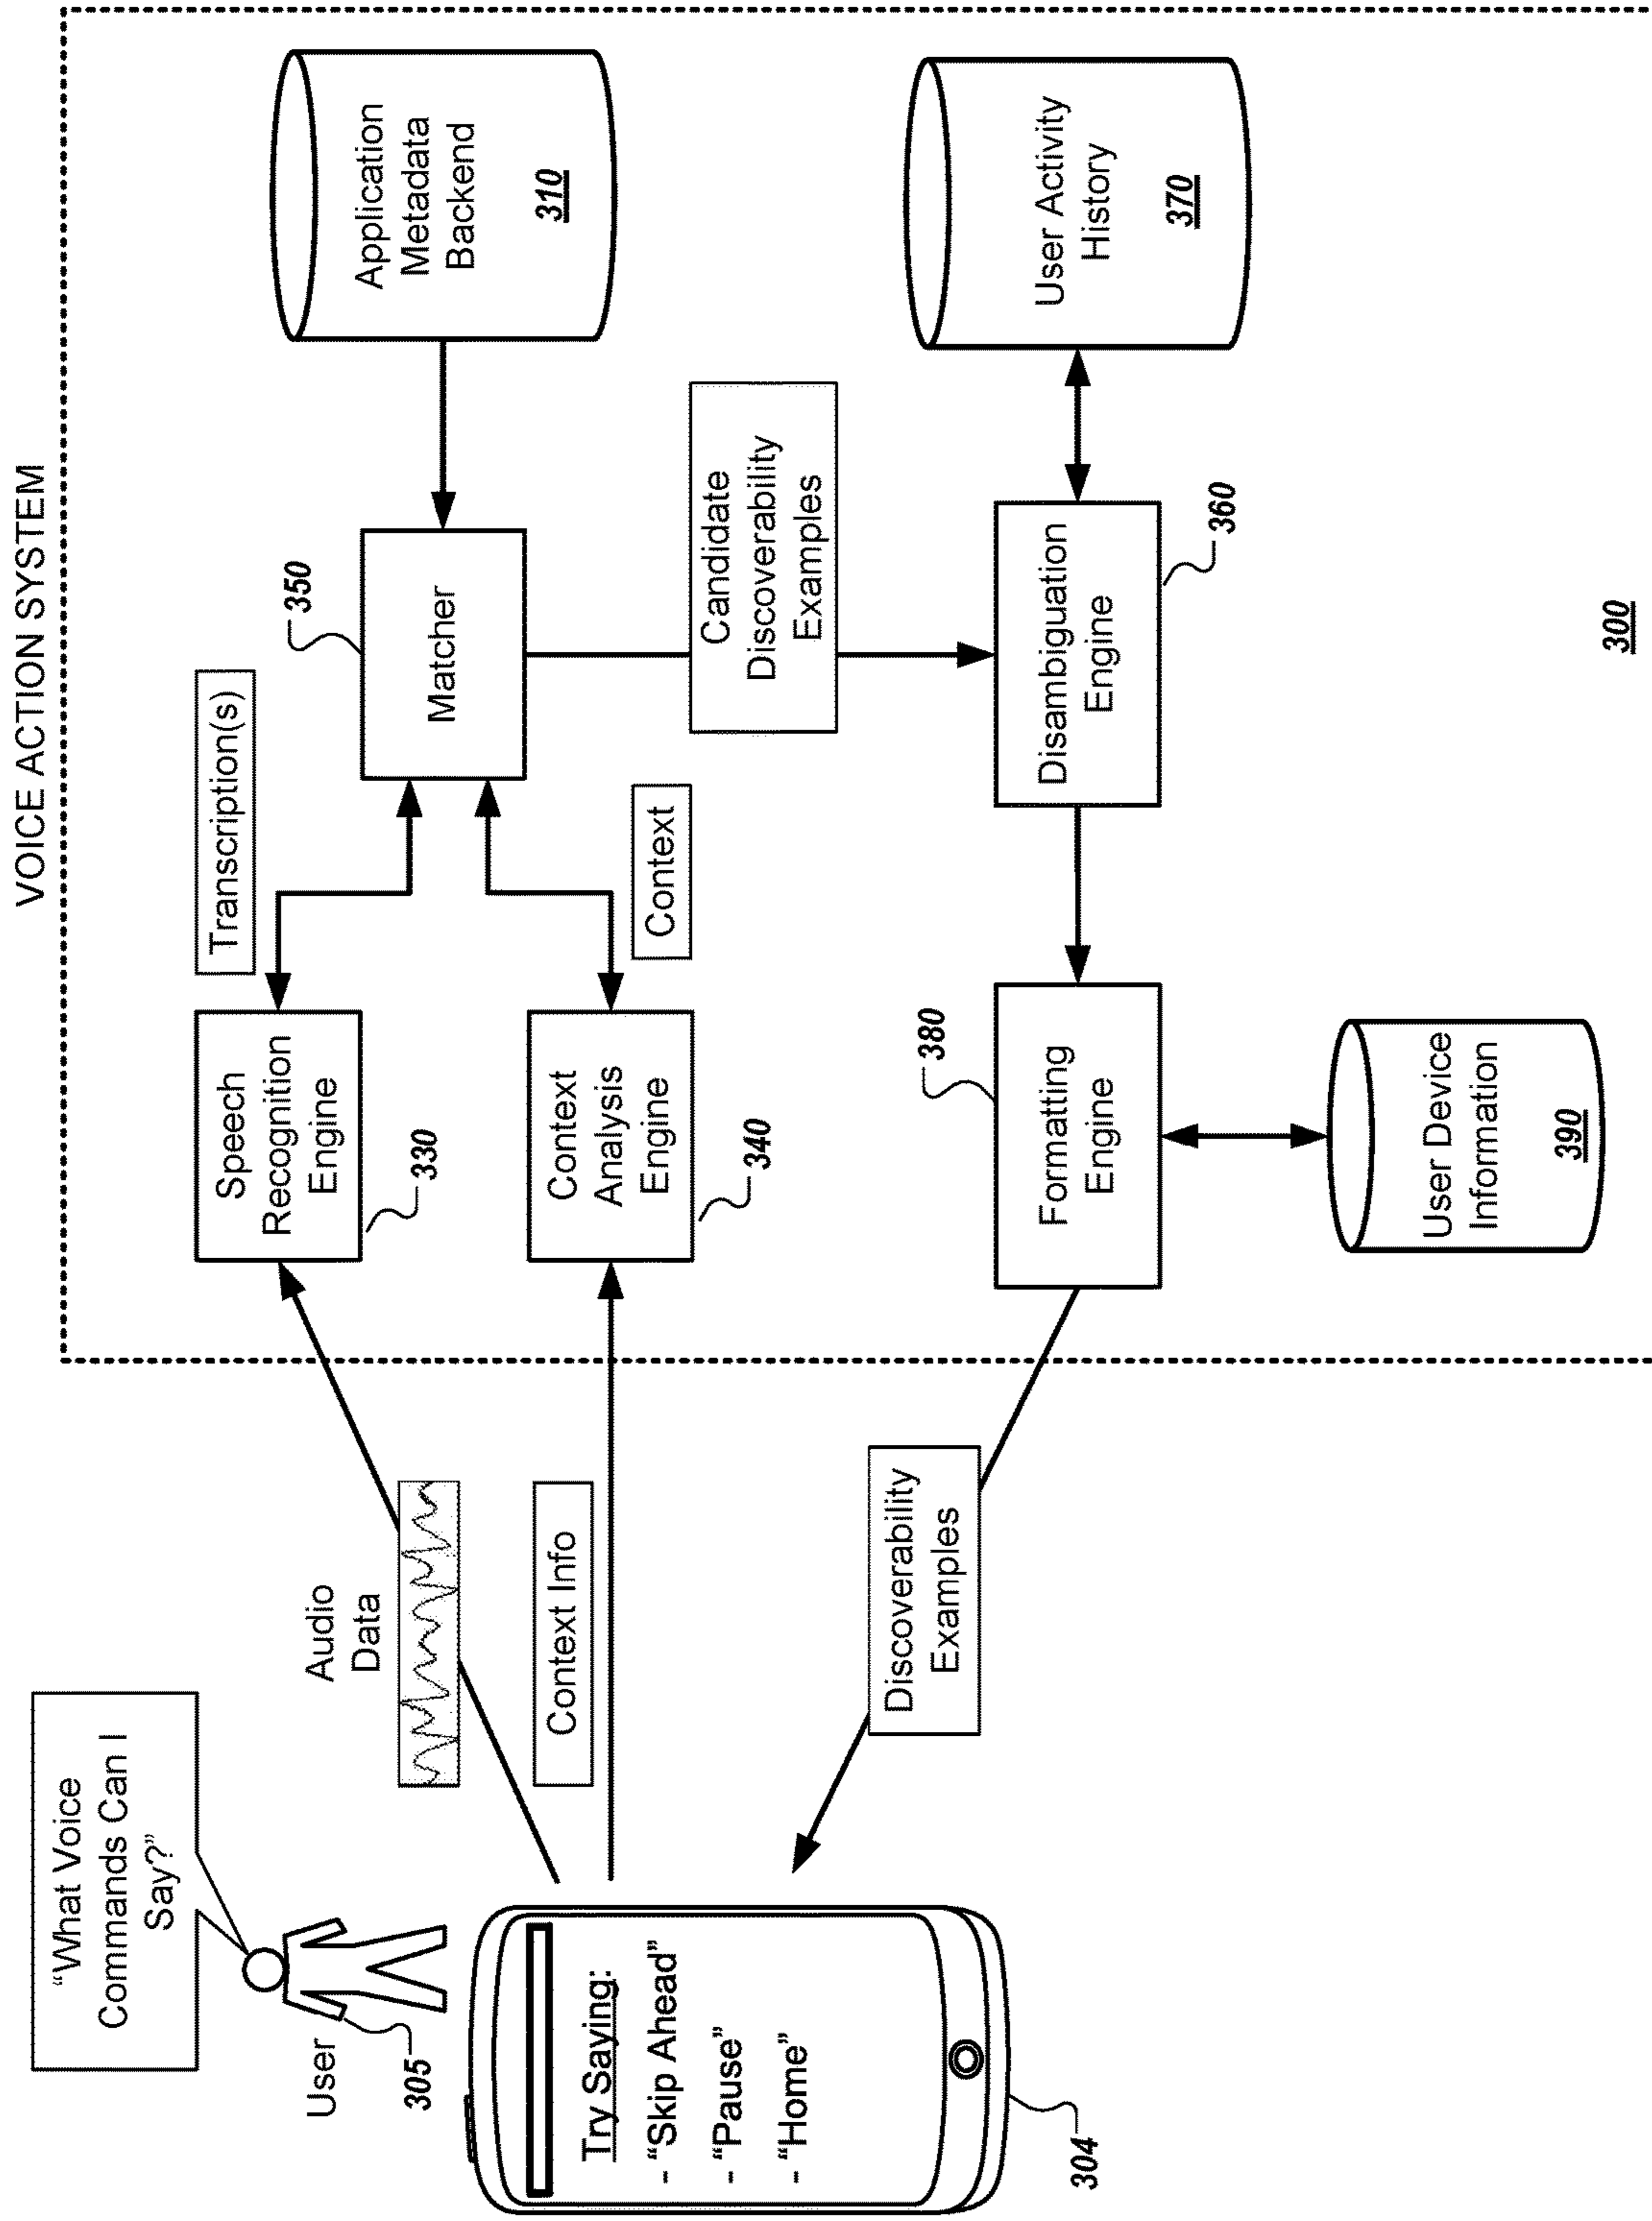 VOICE ACTION SYSTEM
“What Voice
Commands Can I
Say?”
User
305
Audio
Data
Speech
Recognition
Engine
330
Transcription(s)
350
Matcher
Application
Metadata
Backend
310
Context Info
Context
Analysis
Engine
340
Context
Candidate
Discoverability
Examples
Try Saying:
- “Skip Ahead”
- “Pause”
- “Home”
304
Discoverability
Examples
380
Formatting
Engine
Disambiguation
Engine
360
User Activity
History
370
User Device
Information
390
300